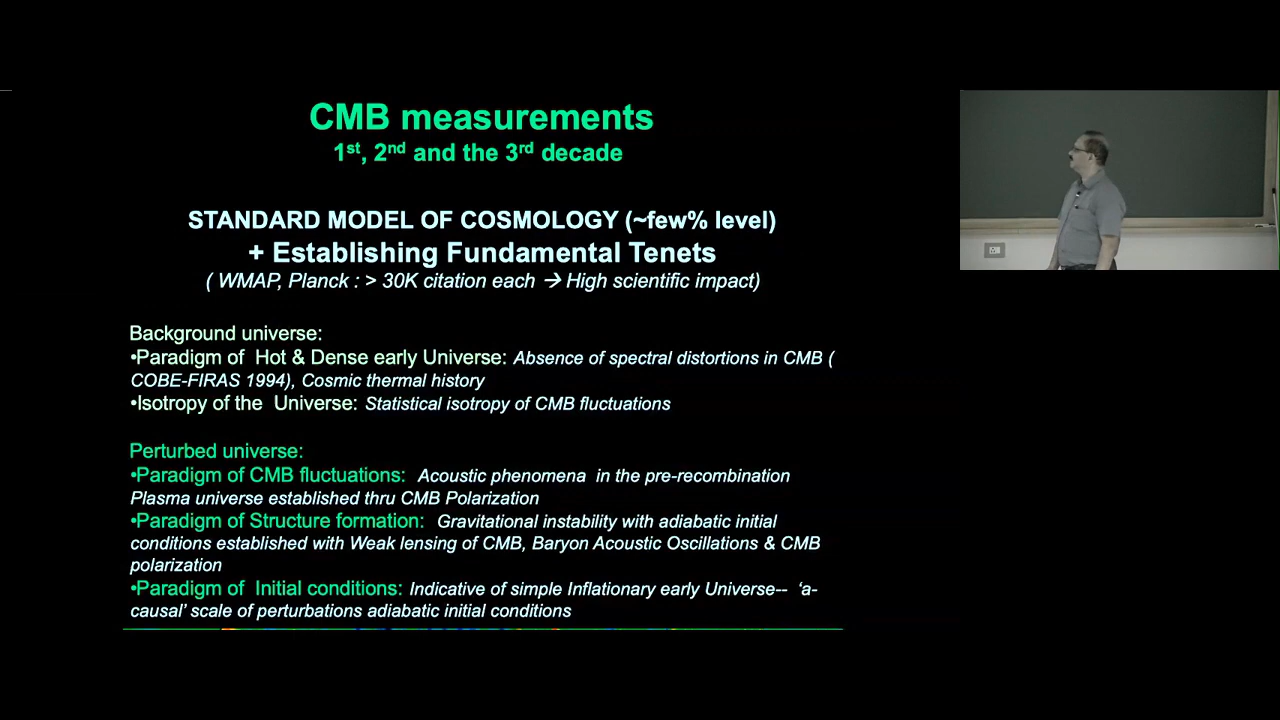 CMB measurements
1st, 2nd and the 3rd decade
STANDARD MODEL OF COSMOLOGY (~few% level)
+ Establishing Fundamental Tenets
( WMAP, Planck : > 30K citation each → High scientific impact)
Background universe:
•Paradigm of Hot & Dense early Universe: Absence of spectral distortions in CMB (
COBE-FIRAS 1994), Cosmic thermal history
•Isotropy of the Universe: Statistical isotropy of CMB fluctuations
Perturbed universe:
•Paradigm of CMB fluctuations: Acoustic phenomena in the pre-recombination
Plasma universe established thru CMB Polarization
•Paradigm of Structure formation: Gravitational instability with adiabatic initial
conditions established with Weak lensing of CMB, Baryon Acoustic Oscillations & CMB
polarization
•Paradigm of Initial conditions: Indicative of simple Inflationary early Universe-- ‘a-
causal’ scale of perturbations adiabatic initial conditions